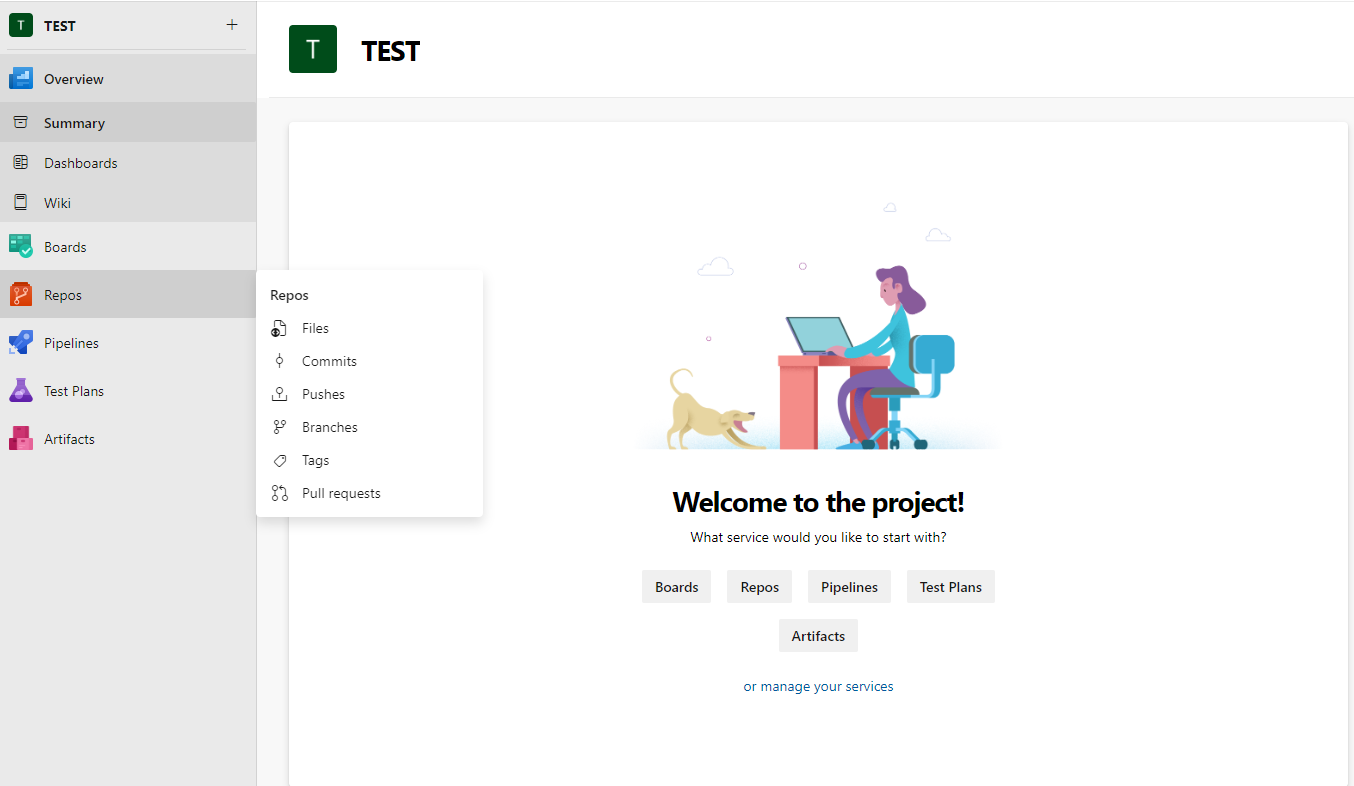 T TEST +
Overview
Summary
Dashboards
Wiki
Boards
Repos
Pipelines
Test Plans
Artifacts
Repos
Files
Commits
Pushes
Branches
Tags
Pull requests
T TEST
Welcome to the project!
What service would you like to start with?
Boards Repos Pipelines Test Plans
Artifacts
or manage your services